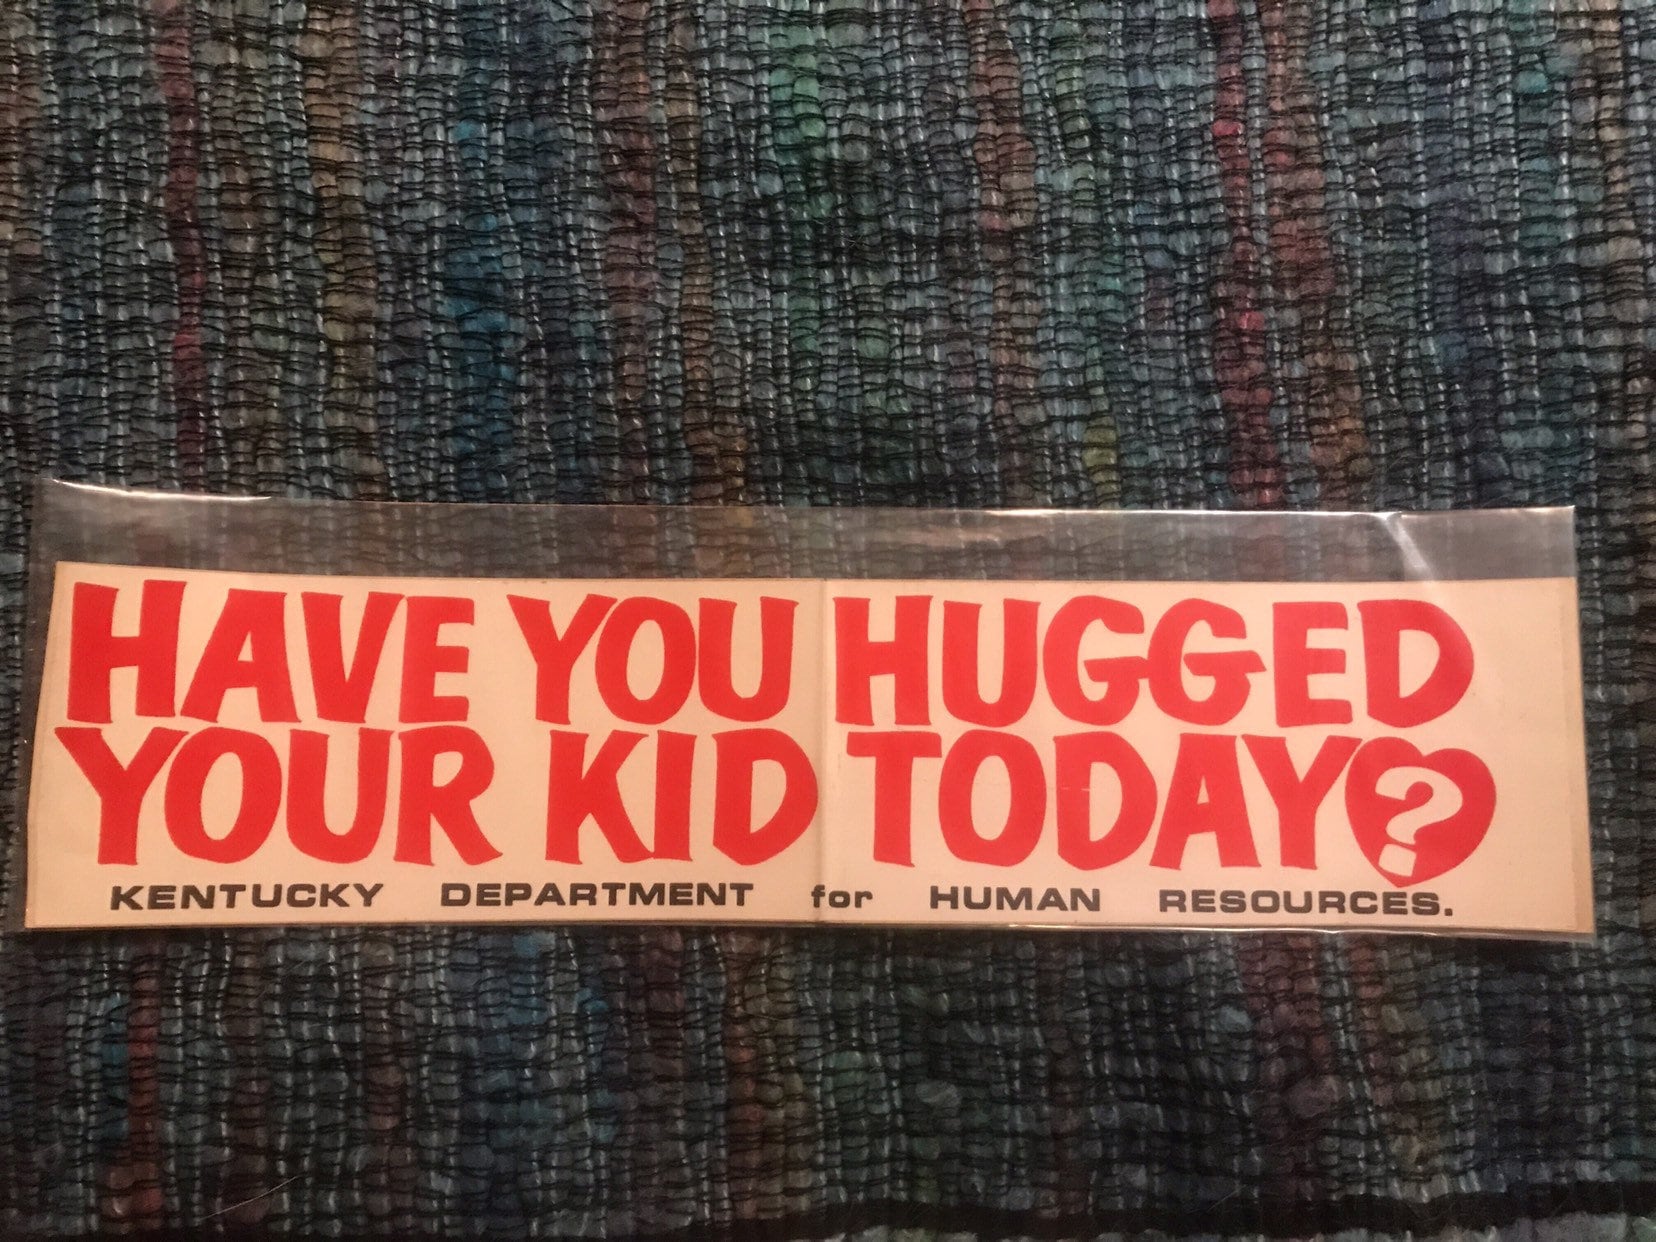 HAVE YOU HUGGED
YOUR KID TODAY?
KENTUCKY DEPARTMENT for HUMAN RESOURCES.